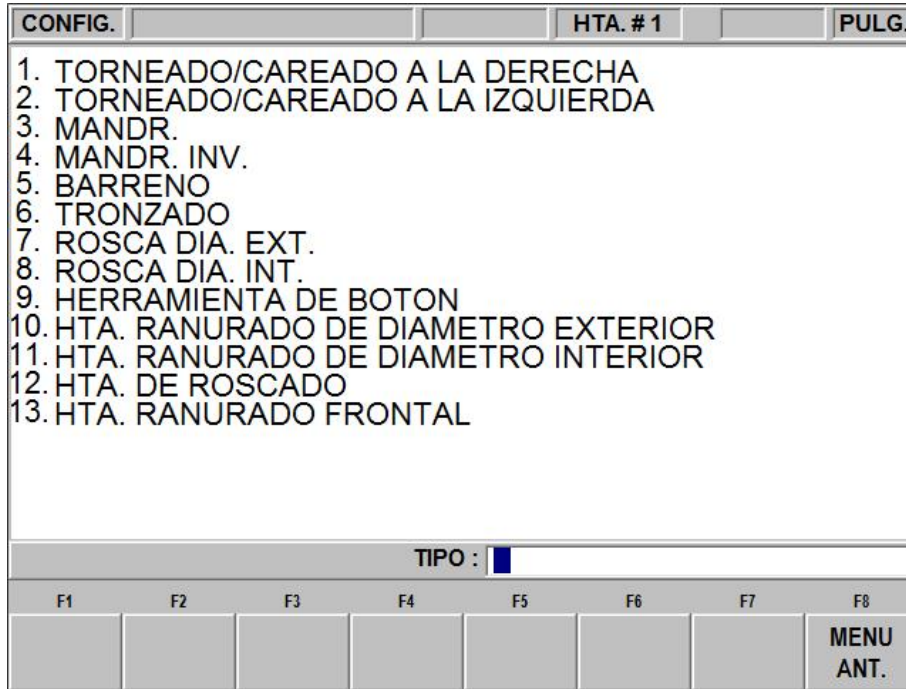 CONFIG. HTA. # 1 PULG.
1. TORNEADO/CAREADO A LA DERECHA
2. TORNEADO/CAREADO A LA IZQUIERDA
3. MANDR.
4. MANDR. INV.
5. BARRENO
6. TRONZADO
7. ROSCA DIA. EXT.
8. ROSCA DIA. INT.
9. HERRAMIENTA DE BOTON
10. HTA. RANURADO DE DIAMETRO EXTERIOR
11. HTA. RANURADO DE DIAMETRO INTERIOR
12. HTA. DE ROSCADO
13. HTA. RANURADO FRONTAL
TIPO :
F1 F2 F3 F4 F5 F6 F7 F8
MENU
ANT.